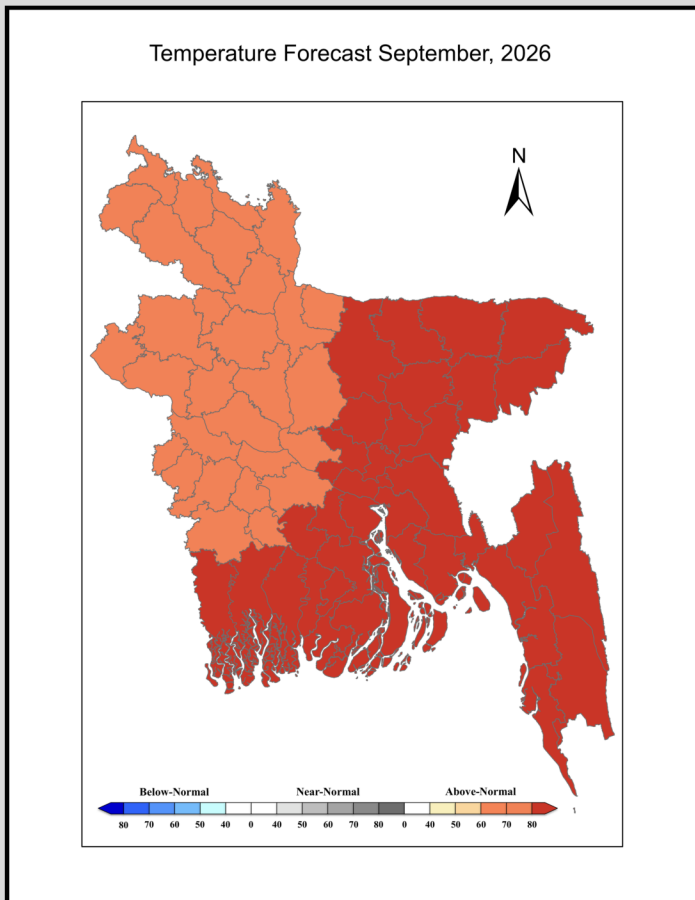 Temperature Forecast September, 2026
N
Below-Normal Near-Normal Above-Normal
80 70 60 50 40 0 40 50 60 70 80 0 40 50 60 70 80